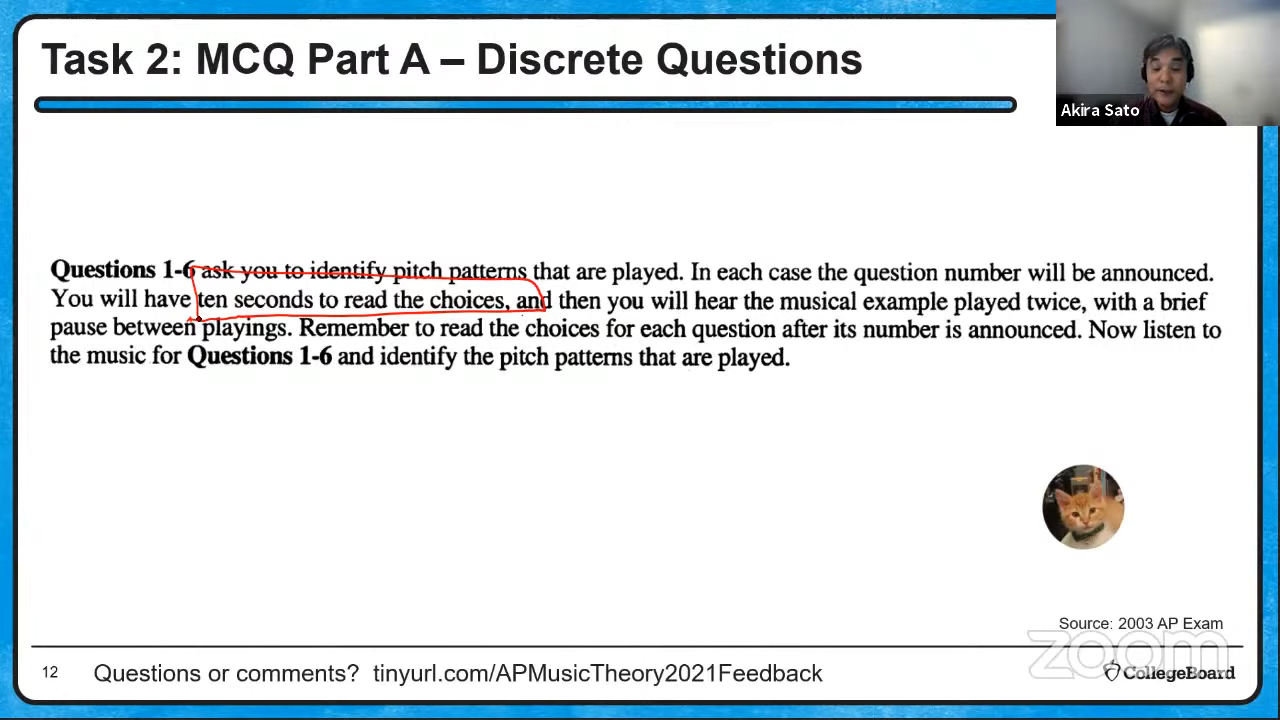 Task 2: MCQ Part A – Discrete Questions
Akira Sato
Questions 1-6 ask you to identify pitch patterns that are played. In each case the question number will be announced.
You will have ten seconds to read the choices, and then you will hear the musical example played twice, with a brief
pause between playings. Remember to read the choices for each question after its number is announced. Now listen to
the music for Questions 1-6 and identify the pitch patterns that are played.
Source: 2003 AP Exam
zoom
12 Questions or comments? tinyurl.com/APMusicTheory2021Feedback
CollegeBoard